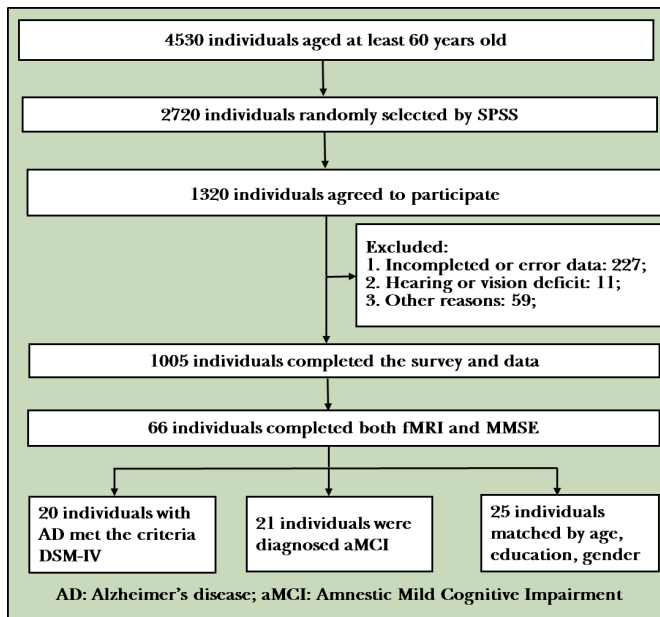 4530 individuals aged at least 60 years old
2720 individuals randomly selected by SPSS
1320 individuals agreed to participate
Excluded:
1. Incompleted or error data: 227;
2. Hearing or vision deficit: 11;
3. Other reasons: 59;
1005 individuals completed the survey and data
66 individuals completed both fMRI and MMSE
20 individuals with
AD met the criteria
DSM-IV
21 individuals were
diagnosed aMCI
25 individuals
matched by age,
education, gender
AD: Alzheimer's disease; aMCI: Amnestic Mild Cognitive Impairment